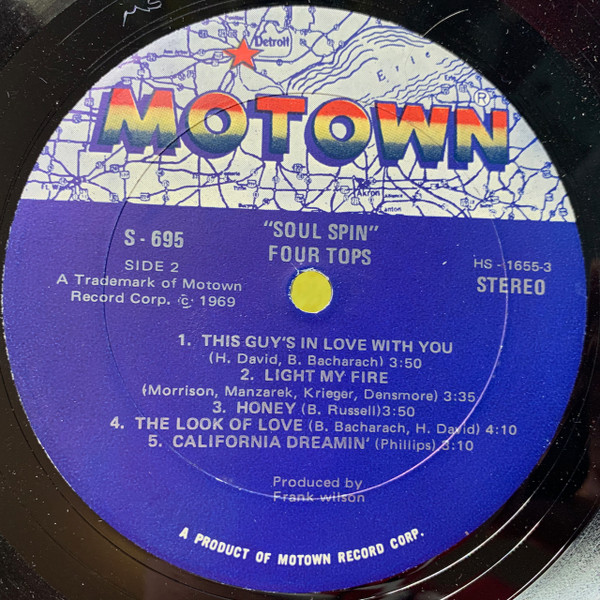 Detroit
Erie
MOTOWN®
Akron
Canton
"SOUL SPIN"
FOUR TOPS
S - 695
SIDE 2
A Trademark of Motown
Record Corp. © 1969
HS - 1655-3
STEREO
1. THIS GUY'S IN LOVE WITH YOU
(H. David, B. Bacharach) 3:50
2. LIGHT MY FIRE
(Morrison, Manzarek, Krieger, Densmore) 3:35
3. HONEY (B. Russell)3:50
4. THE LOOK OF LOVE (B. Bacharach, H. David) 4:10
5. CALIFORNIA DREAMIN' (Phillips) 3:10
Produced by
Frank wilson
A PRODUCT OF MOTOWN RECORD CORP.